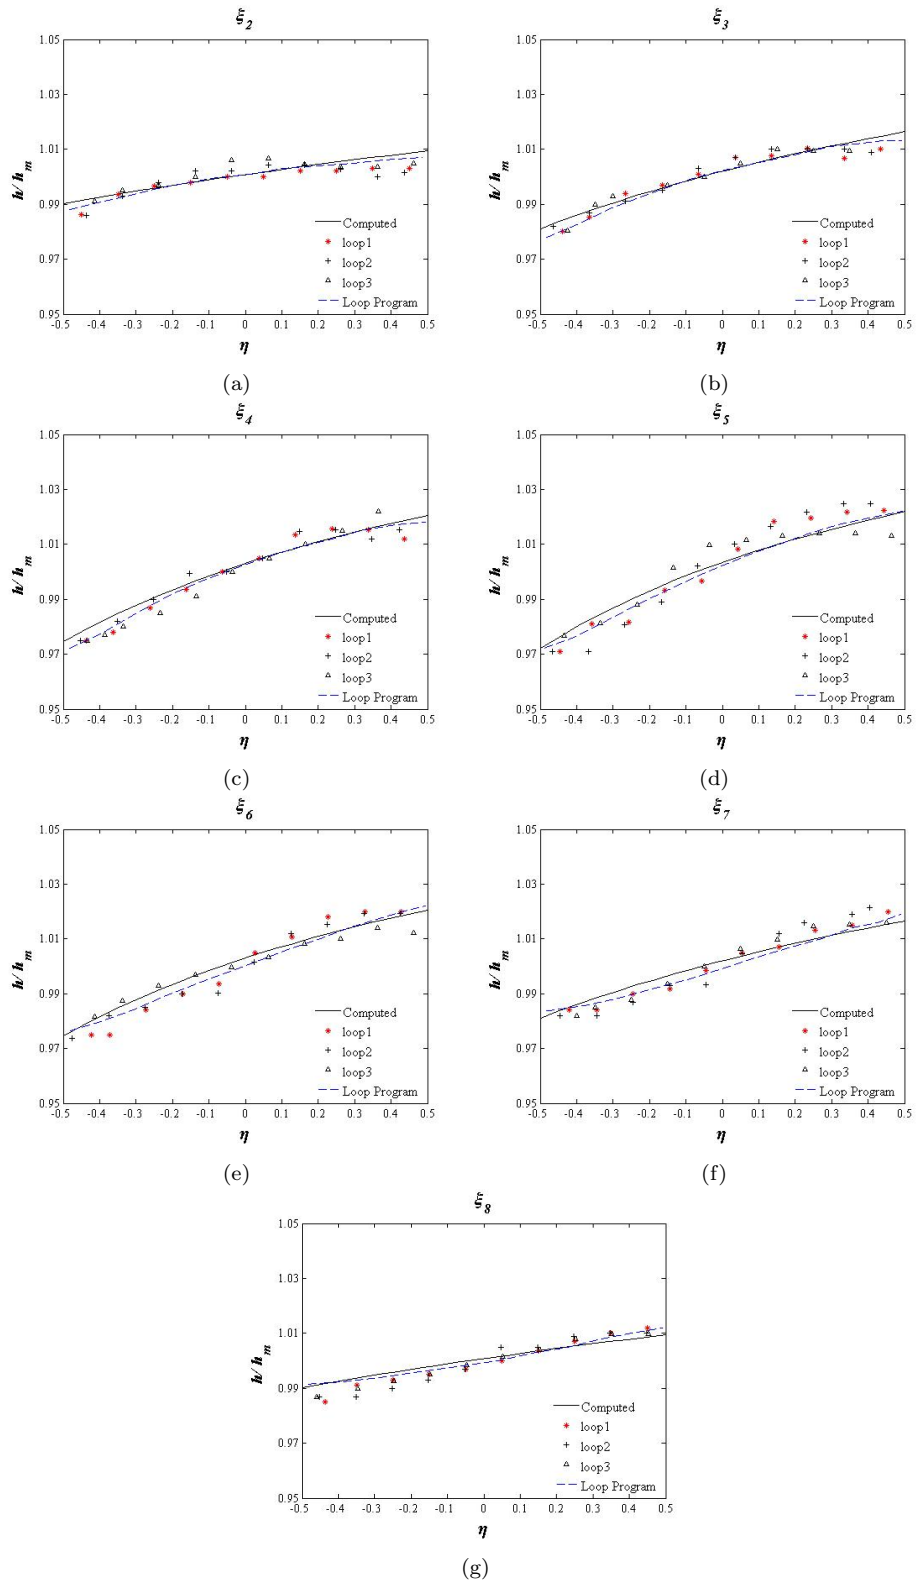 ξ2
1.05
1.03
1.01
0.99
0.97
0.95
h/ hm
Computed
loop1
loop2
loop3
Loop Program
-0.5 -0.4 -0.3 -0.2 -0.1 0 0.1 0.2 0.3 0.4 0.5
η
(a)
ξ3
1.05
1.03
1.01
0.99
0.97
0.95
h/ hm
Computed
loop1
loop2
loop3
Loop Program
-0.5 -0.4 -0.3 -0.2 -0.1 0 0.1 0.2 0.3 0.4 0.5
η
(b)
ξ4
1.05
1.03
1.01
0.99
0.97
0.95
h/ hm
Computed
loop1
loop2
loop3
Loop Program
-0.5 -0.4 -0.3 -0.2 -0.1 0 0.1 0.2 0.3 0.4 0.5
η
(c)
ξ5
1.05
1.03
1.01
0.99
0.97
0.95
h/ hm
Computed
loop1
loop2
loop3
Loop Program
-0.5 -0.4 -0.3 -0.2 -0.1 0 0.1 0.2 0.3 0.4 0.5
η
(d)
ξ6
1.05
1.03
1.01
0.99
0.97
0.95
h/ hm
Computed
loop1
loop2
loop3
Loop Program
-0.5 -0.4 -0.3 -0.2 -0.1 0 0.1 0.2 0.3 0.4 0.5
η
(e)
ξ7
1.05
1.03
1.01
0.99
0.97
0.95
h/ hm
Computed
loop1
loop2
loop3
Loop Program
-0.5 -0.4 -0.3 -0.2 -0.1 0 0.1 0.2 0.3 0.4 0.5
η
(f)
ξ8
1.05
1.03
1.01
0.99
0.97
0.95
h/ hm
Computed
loop1
loop2
loop3
Loop Program
-0.5 -0.4 -0.3 -0.2 -0.1 0 0.1 0.2 0.3 0.4 0.5
η
(g)